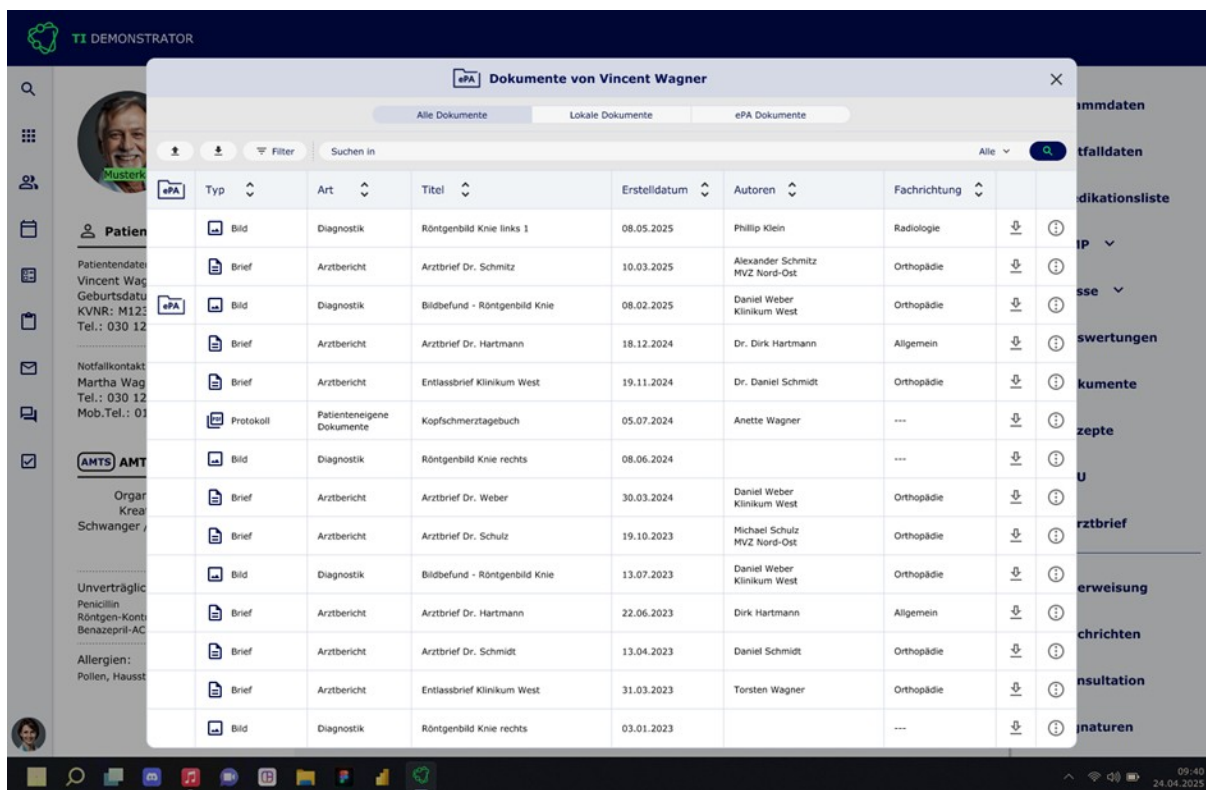 TI DEMONSTRATOR
ePA Dokumente von Vincent Wagner
Alle Dokumente Lokale Dokumente ePA Dokumente
Filter Suchen in Alle
ePA Typ Art Titel Erstelldatum Autoren Fachrichtung
Bild Diagnostik Röntgenbild Knie links 1 08.05.2025 Phillip Klein Radiologie
Brief Arztbericht Arztbrief Dr. Schmitz 10.03.2025 Alexander Schmitz MVZ Nord-Ost Orthopädie
ePA Bild Diagnostik Bildbefund - Röntgenbild Knie 08.02.2025 Daniel Weber Klinikum West Orthopädie
Brief Arztbericht Arztbrief Dr. Hartmann 18.12.2024 Dr. Dirk Hartmann Allgemein
Brief Arztbericht Entlassbrief Klinikum West 19.11.2024 Dr. Daniel Schmidt Orthopädie
PDF Protokoll Patienteneigene Dokumente Kopfschmerztagebuch 05.07.2024 Anette Wagner ---
Bild Diagnostik Röntgenbild Knie rechts 08.06.2024 ---
Brief Arztbericht Arztbrief Dr. Weber 30.03.2024 Daniel Weber Klinikum West Orthopädie
Brief Arztbericht Arztbrief Dr. Schulz 19.10.2023 Michael Schulz MVZ Nord-Ost Orthopädie
Bild Diagnostik Bildbefund - Röntgenbild Knie 13.07.2023 Daniel Weber Klinikum West Orthopädie
Brief Arztbericht Arztbrief Dr. Hartmann 22.06.2023 Dirk Hartmann Allgemein
Brief Arztbericht Arztbrief Dr. Schmidt 13.04.2023 Daniel Schmidt Orthopädie
Brief Arztbericht Entlassbrief Klinikum West 31.03.2023 Torsten Wagner Orthopädie
Bild Diagnostik Röntgenbild Knie rechts 03.01.2023 ---
Musterk
Patien
Patientendaten
Vincent Wag
Geburtsdatu
KVNR: M123
Tel.: 030 12
Notfallkontakt
Martha Wag
Tel.: 030 12
Mob.Tel.: 01
AMTS AMT
Organ
Krea
Schwanger /
Unverträglic
Penicillin
Röntgen-Kont
Benazepril-AC
Allergien:
Pollen, Hausst
ammdaten
tfalldaten
dikationsliste
IP
sse
swertungen
kumente
zepte
U
rztbrief
erweisung
chrichten
nsultation
gnaturen
09:40
24.04.2025